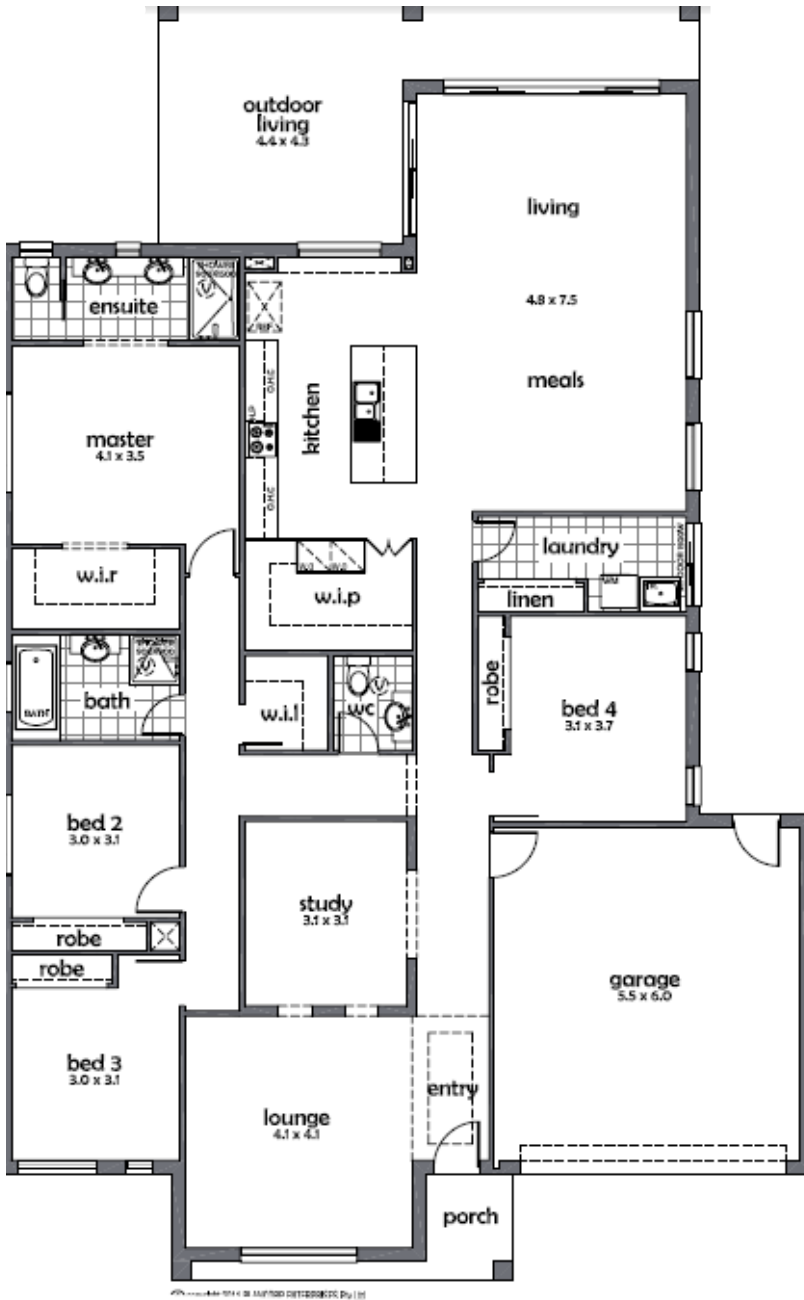 outdoor
living
4.4 x 4.3
living
4.8 x 7.5
meals
ensuite
kitchen
O.H.C
O.H.C
master
4.1 x 3.5
w.i.r
w.i.p
laundry
linen
WM
bath
BATH
w.i.l
wc
robe
bed 4
3.1 x 3.7
bed 2
3.0 x 3.1
robe
robe
study
3.1 x 3.1
garage
5.5 x 6.0
bed 3
3.0 x 3.1
lounge
4.1 x 4.1
entry
porch